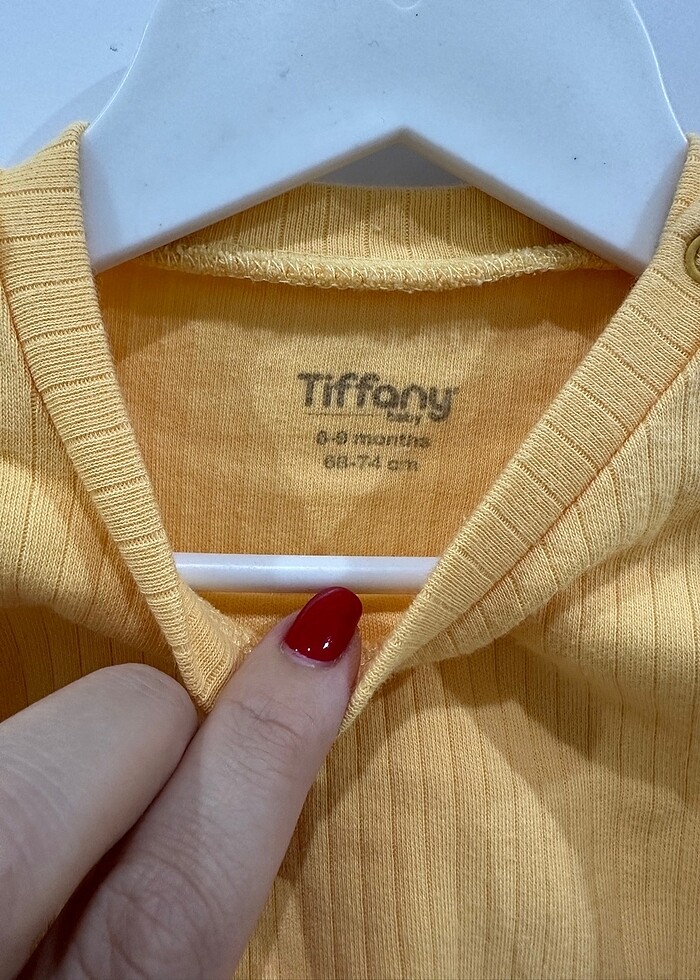 Tiffany
baby
6-9 months
68-74 cm